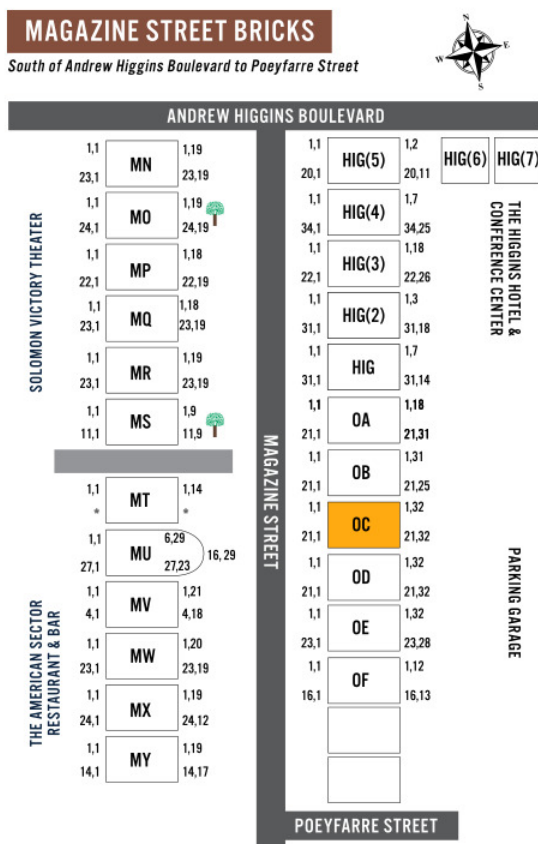 MAGAZINE STREET BRICKS
South of Andrew Higgins Boulevard to Poeyfarre Street
N
W E
S
ANDREW HIGGINS BOULEVARD
SOLOMON VICTORY THEATER
1,1 MN 1,19
23,1 23,19
1,1 MO 1,19
24,1 24,19
1,1 MP 1,18
22,1 22,19
1,1 MQ 1,18
23,1 23,19
1,1 MR 1,19
23,1 23,19
1,1 MS 1,9
11,1 11,9
THE AMERICAN SECTOR
RESTAURANT & BAR
1,1 MT 1,14
* *
1,1 MU 6,29
16, 29
27,1 27,23
1,1 MV 1,21
4,1 4,18
1,1 MW 1,20
23,1 23,19
1,1 MX 1,19
24,1 24,12
1,1 MY 1,19
14,1 14,17
MAGAZINE STREET
1,1 HIG(5) 1,2
20,1 20,11
HIG(6) HIG(7)
1,1 HIG(4) 1,7
34,1 34,25
1,1 HIG(3) 1,18
22,1 22,26
1,1 HIG(2) 1,3
31,1 31,18
1,1 HIG 1,7
31,1 31,14
1,1 OA 1,18
21,1 21,31
1,1 OB 1,31
21,1 21,25
1,1 OC 1,32
21,1 21,32
1,1 OD 1,32
21,1 21,32
1,1 OE 1,32
23,1 23,28
1,1 OF 1,12
16,1 16,13
THE HIGGINS HOTEL &
CONFERENCE CENTER
PARKING GARAGE
POEYFARRE STREET